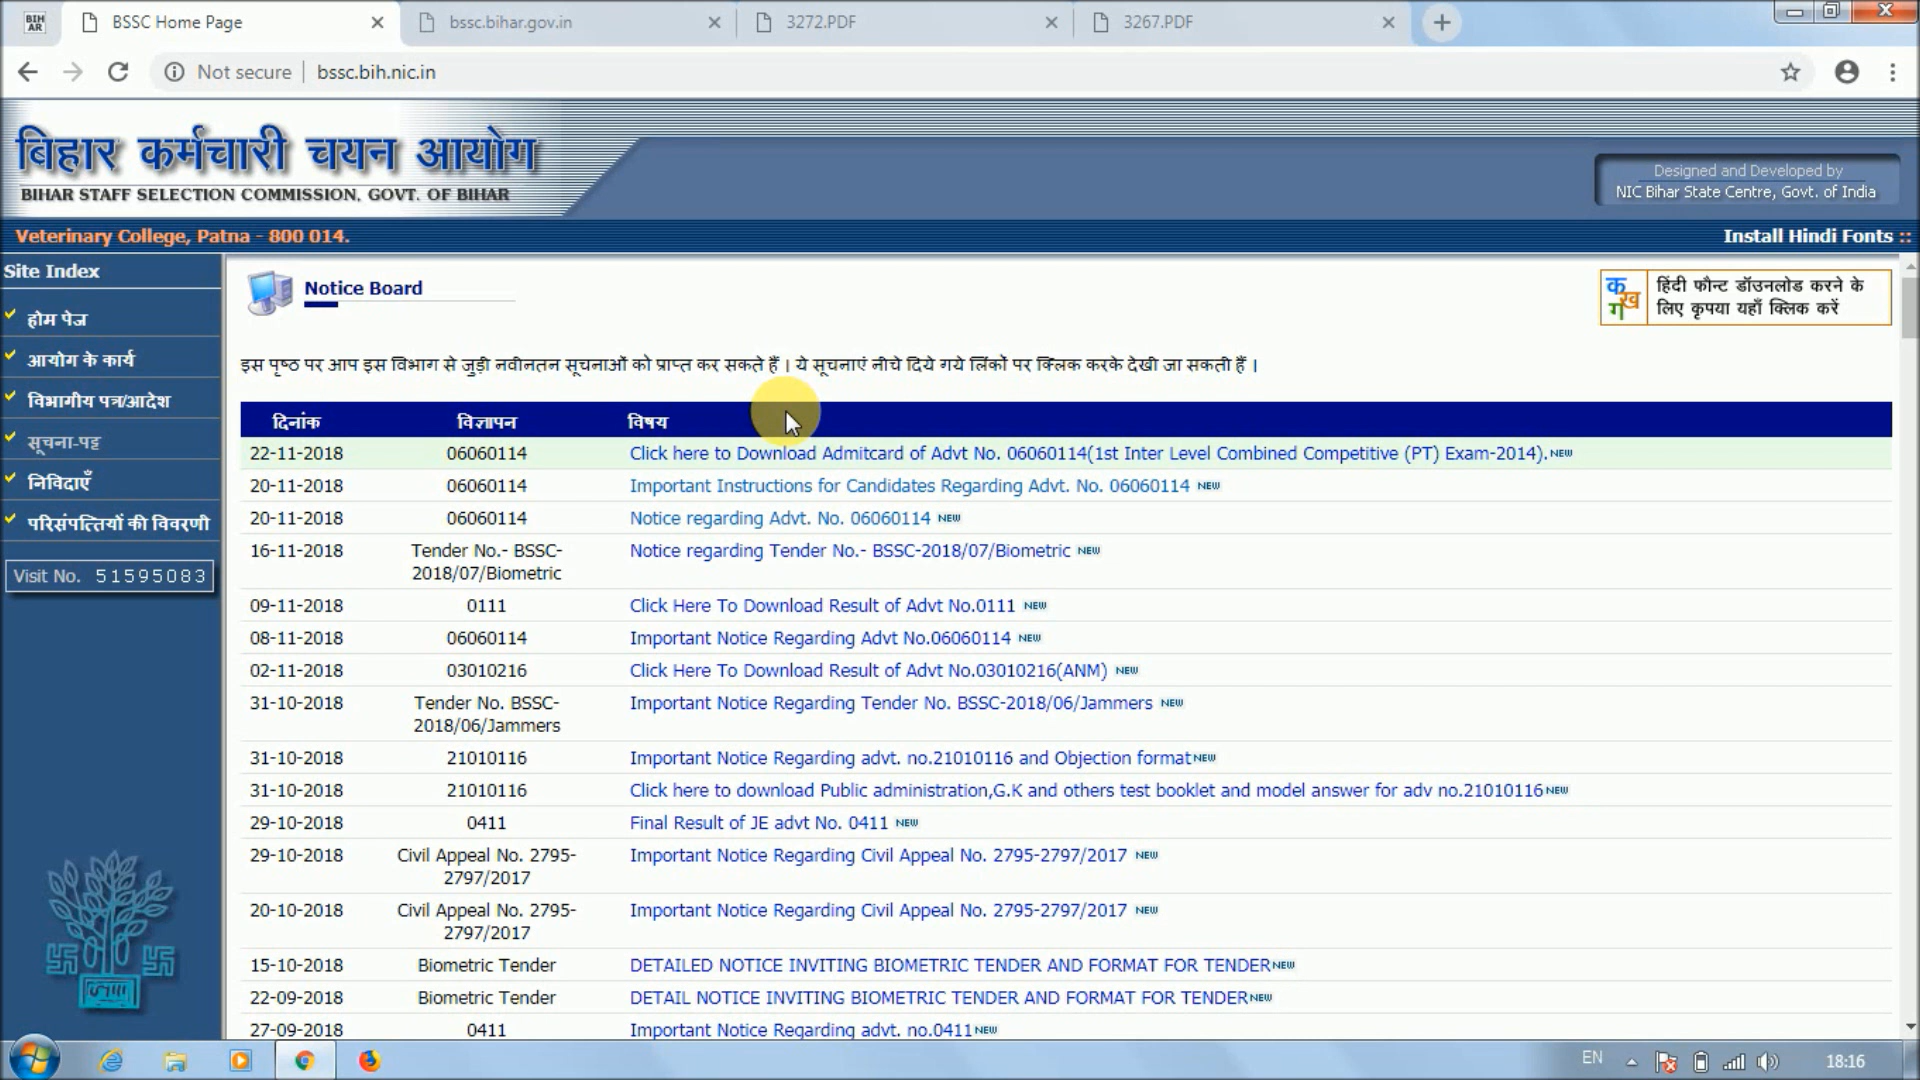 BIH
AR
BSSC Home Page
bssc.bihar.gov.in
3272.PDF
3267.PDF
Not secure
bssc.bih.nic.in
बिहार कर्मचारी चयन आयोग
BIHAR STAFF SELECTION COMMISSION, GOVT. OF BIHAR
Designed and Developed by
NIC Bihar State Centre, Govt. of India
Veterinary College, Patna - 800 014.
Install Hindi Fonts ::
Site Index
होम पेज
आयोग के कार्य
विभागीय पत्र/आदेश
सूचना-पट्ट
निविदाएँ
परिसंपत्तियों की विवरणी
Visit No. 51595083
Notice Board
क ख ग
हिंदी फौन्ट डॉउनलोड करने के
लिए कृपया यहाँ क्लिक करें
इस पृष्ठ पर आप इस विभाग से जुड़ी नवीनतन सूचनाओं को प्राप्त कर सकते हैं । ये सूचनाएं नीचे दिये गये लिंकों पर क्लिक करके देखी जा सकती हैं ।
दिनांक विज्ञापन विषय
22-11-2018 06060114 Click here to Download Admitcard of Advt No. 06060114(1st Inter Level Combined Competitive (PT) Exam-2014). NEW
20-11-2018 06060114 Important Instructions for Candidates Regarding Advt. No. 06060114 NEW
20-11-2018 06060114 Notice regarding Advt. No. 06060114 NEW
16-11-2018 Tender No.- BSSC- Notice regarding Tender No.- BSSC-2018/07/Biometric NEW
2018/07/Biometric
09-11-2018 0111 Click Here To Download Result of Advt No.0111 NEW
08-11-2018 06060114 Important Notice Regarding Advt No.06060114 NEW
02-11-2018 03010216 Click Here To Download Result of Advt No.03010216(ANM) NEW
31-10-2018 Tender No. BSSC- Important Notice Regarding Tender No. BSSC-2018/06/Jammers NEW
2018/06/Jammers
31-10-2018 21010116 Important Notice Regarding advt. no.21010116 and Objection format NEW
31-10-2018 21010116 Click here to download Public administration,G.K and others test booklet and model answer for adv no.21010116 NEW
29-10-2018 0411 Final Result of JE advt No. 0411 NEW
29-10-2018 Civil Appeal No. 2795- Important Notice Regarding Civil Appeal No. 2795-2797/2017 NEW
2797/2017
20-10-2018 Civil Appeal No. 2795- Important Notice Regarding Civil Appeal No. 2795-2797/2017 NEW
2797/2017
15-10-2018 Biometric Tender DETAILED NOTICE INVITING BIOMETRIC TENDER AND FORMAT FOR TENDER NEW
22-09-2018 Biometric Tender DETAIL NOTICE INVITING BIOMETRIC TENDER AND FORMAT FOR TENDER NEW
27-09-2018 0411 Important Notice Regarding advt. no.0411 NEW
EN
18:16